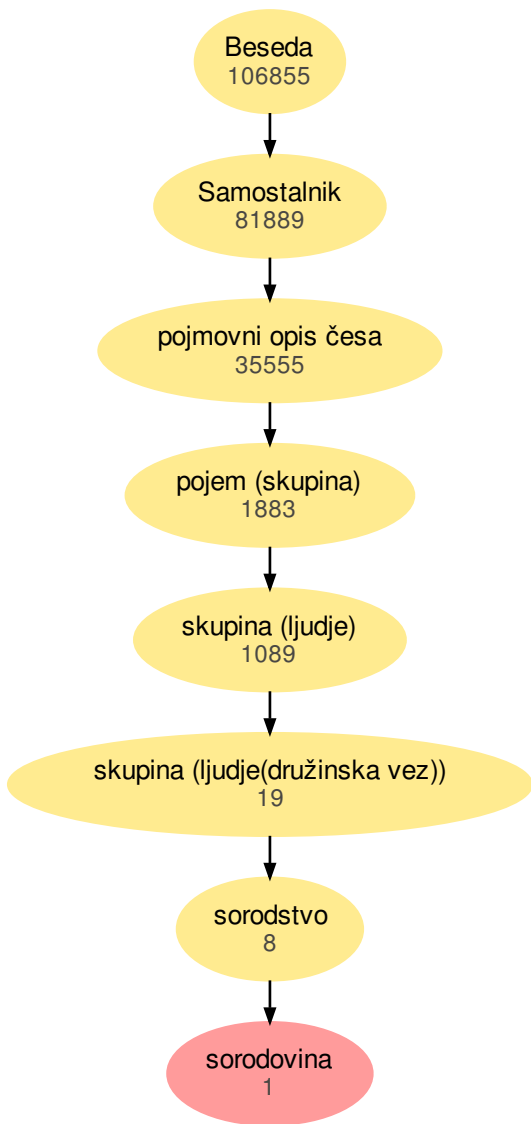 Beseda
106855
Samostalnik
81889
pojmovni opis česa
35555
pojem (skupina)
1883
skupina (ljudje)
1089
skupina (ljudje(družinska vez))
19
sorodstvo
8
sorodovina
1